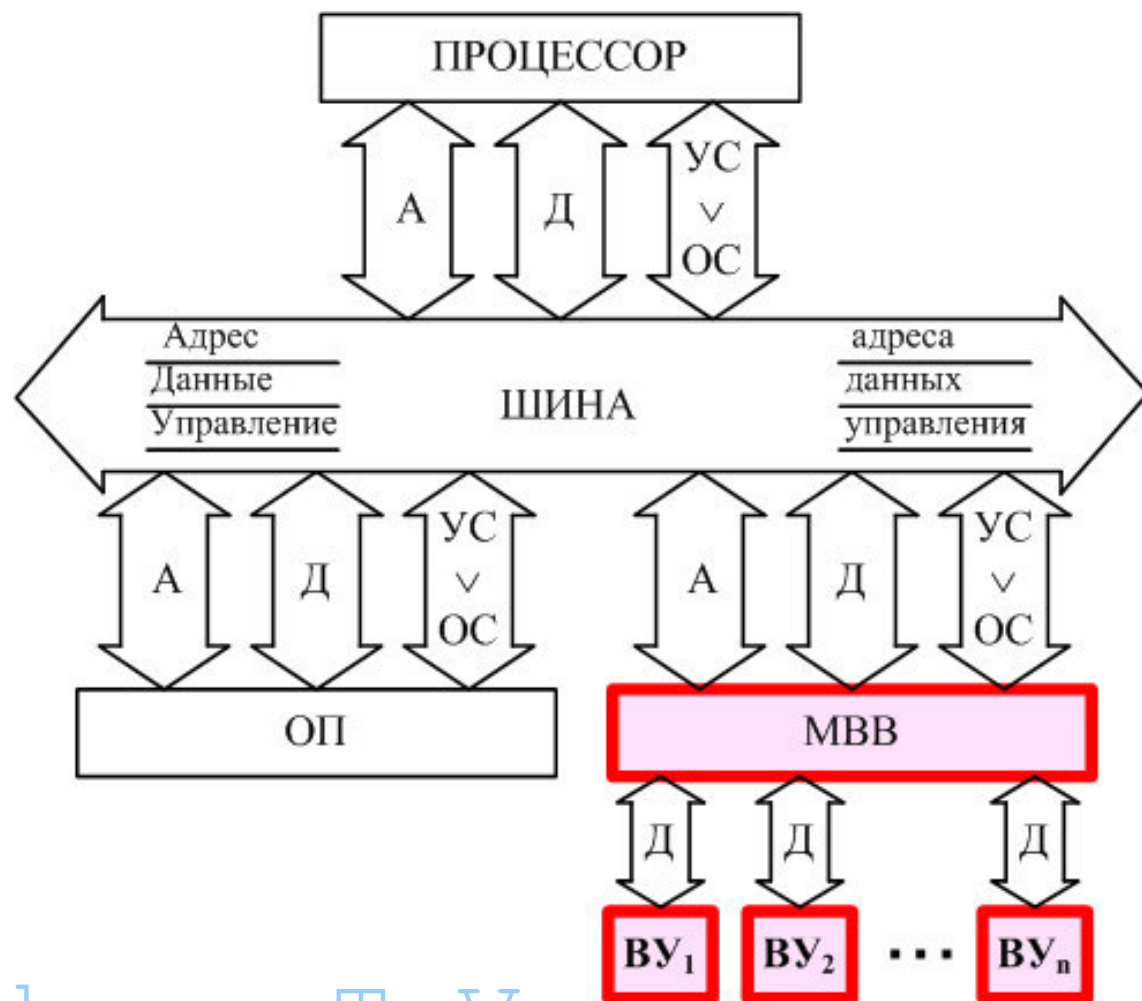 ПРОЦЕССОР
А Д УС ∨ ОС
Адрес
Данные
Управление
ШИНА
адреса
данных
управления
А Д УС ∨ ОС
А Д УС ∨ ОС
ОП
МВВ
Д Д Д
ВУ₁ ВУ₂ ... ВУₙ